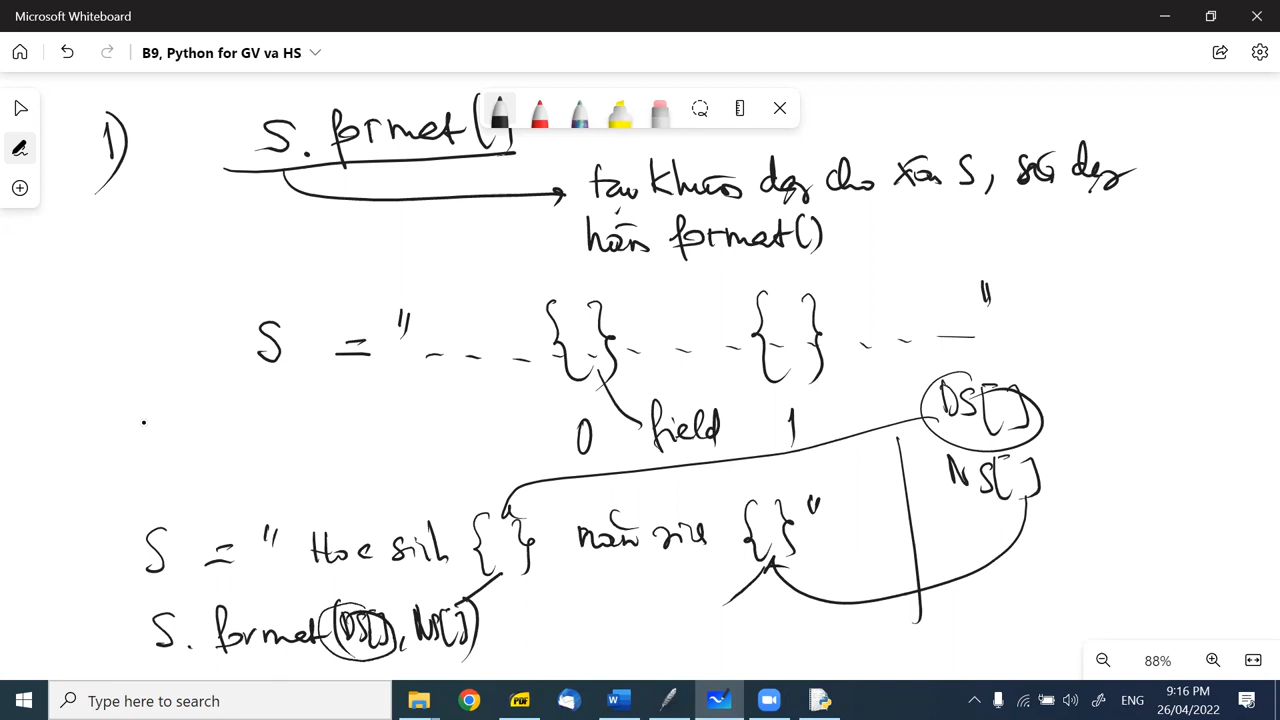 Microsoft Whiteboard
B9, Python for GV va HS
1)
S. format()
tạo khuôn dạng cho xâu S, sử dụng
hàm format()
S = " - - - {} - - - {} - - — "
0 field 1
DS[]
NS[]
S = " Hoc sinh {} năm sinh {} "
S. format(DS[], NS[])
88%
Type here to search
PDF
ENG
9:16 PM
26/04/2022